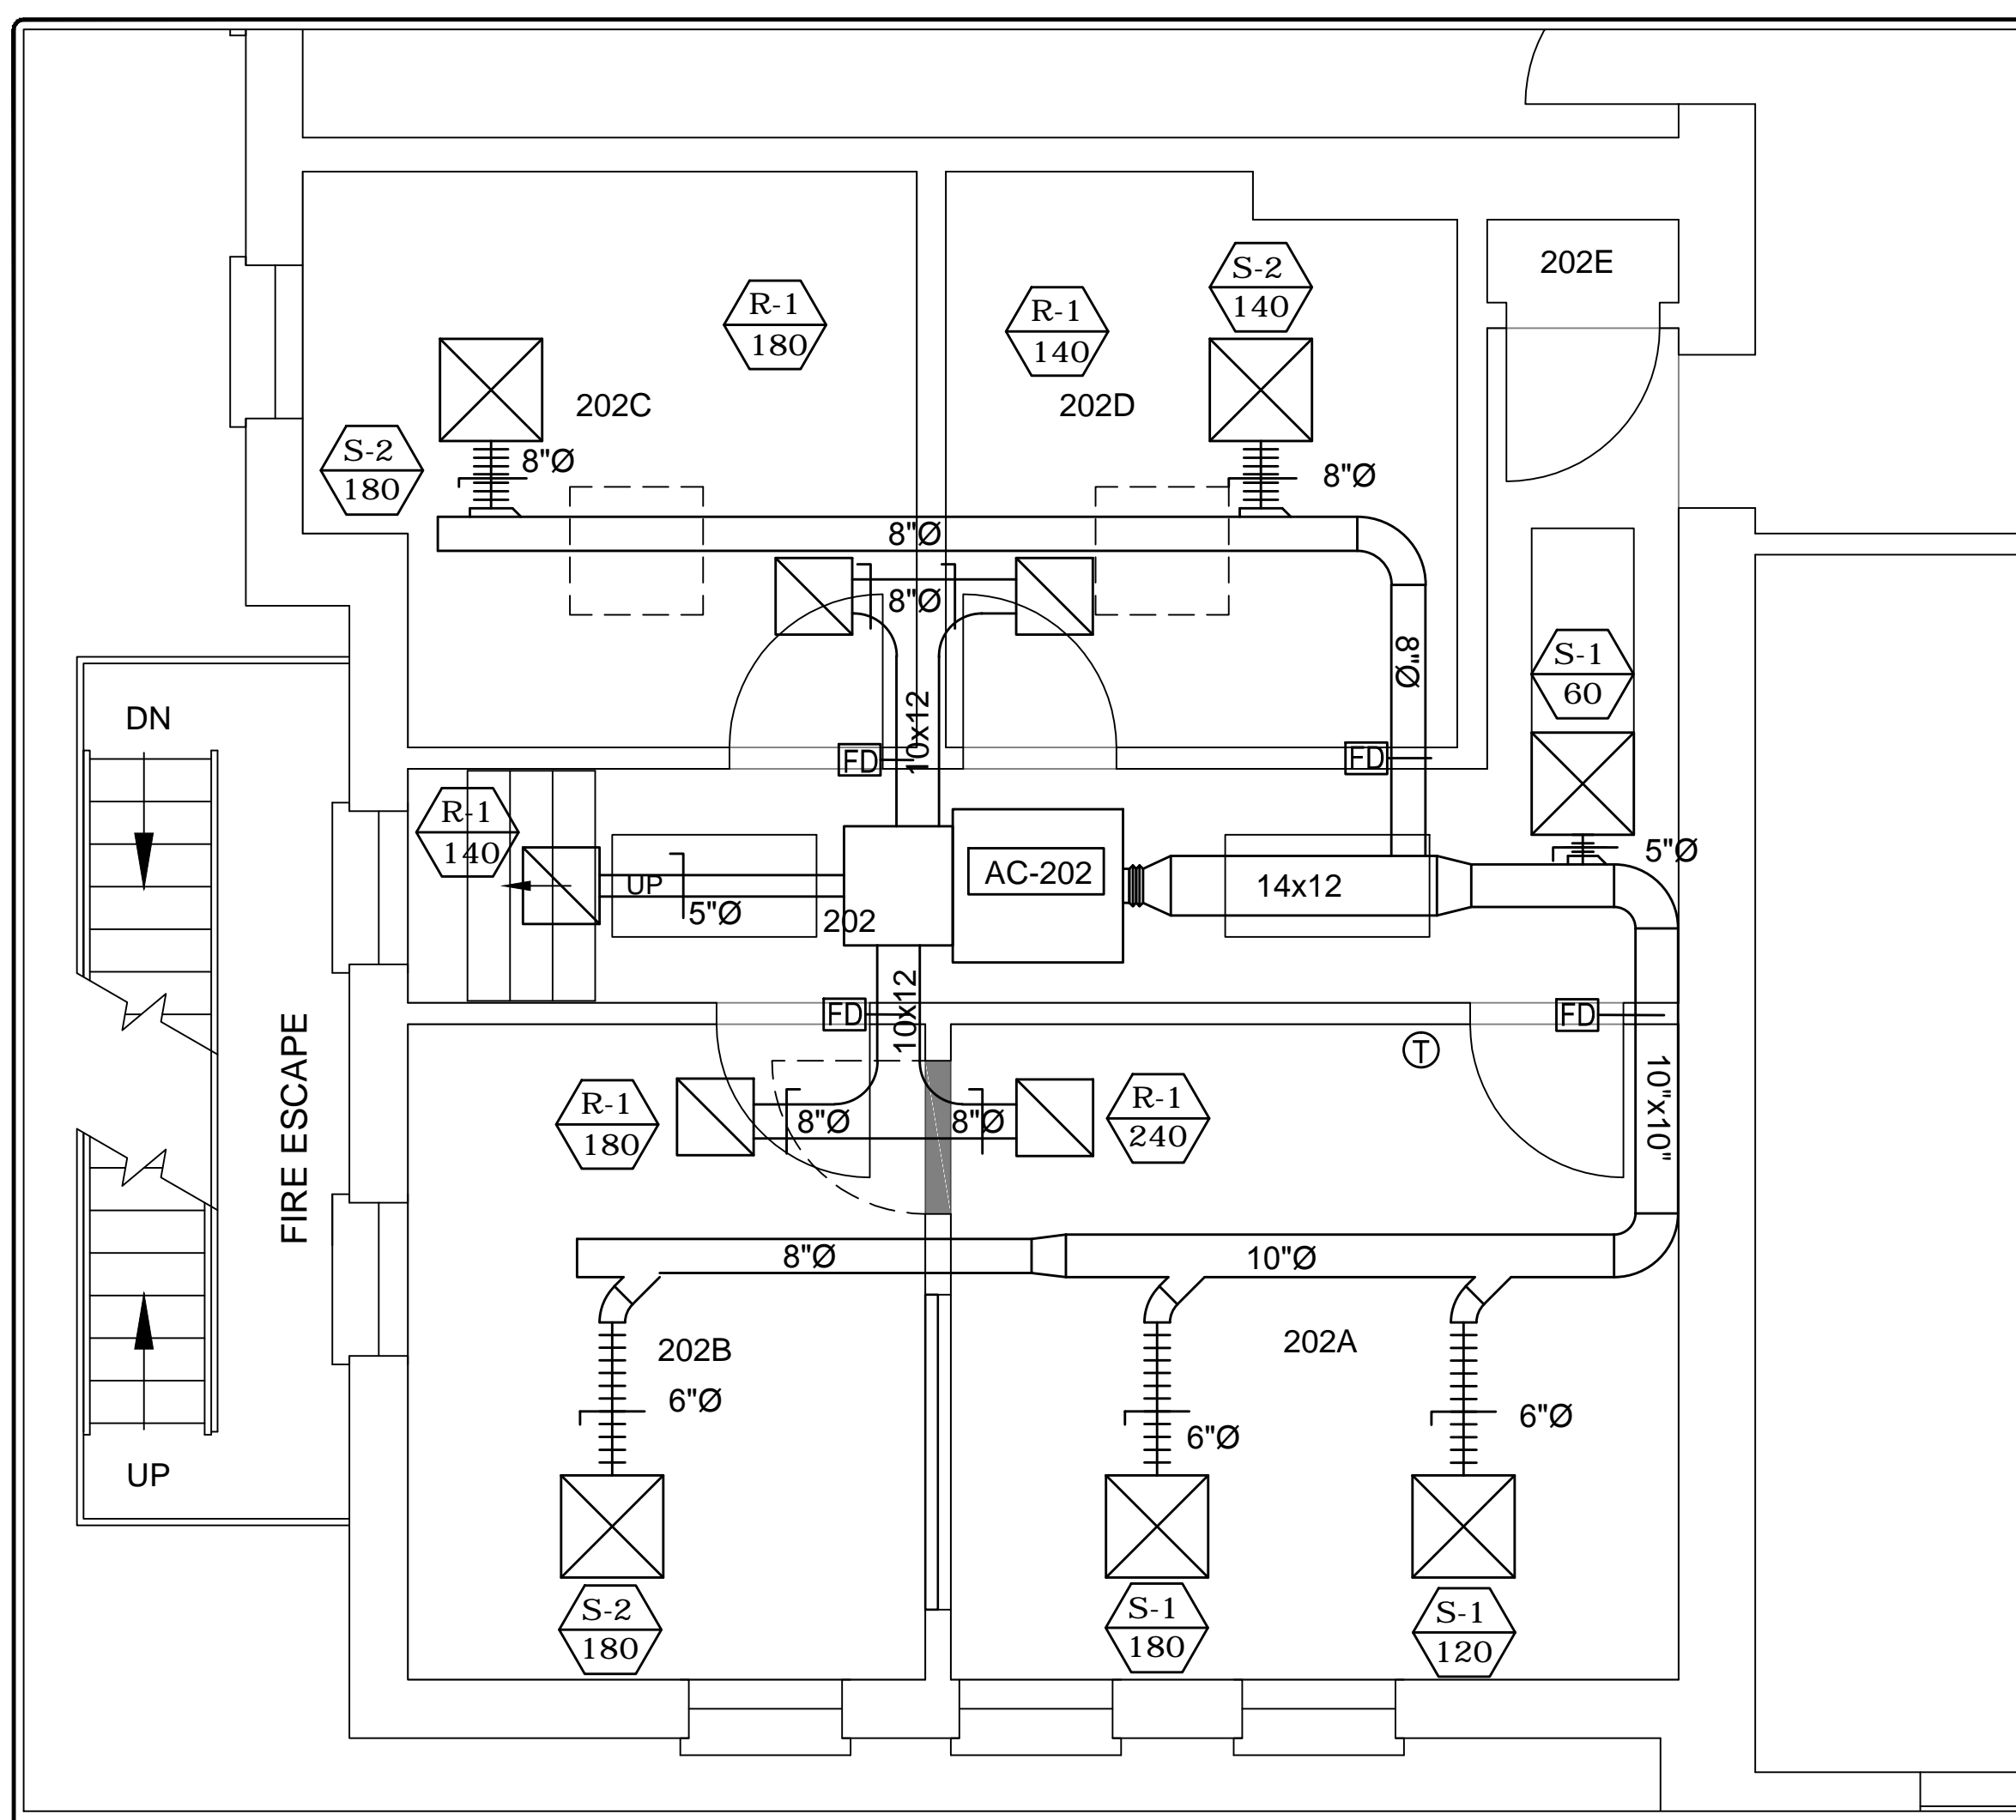 202E
S-2
140
R-1
180
R-1
140
202C
202D
S-2
180
8"Ø
8"Ø
8"Ø
8"Ø
8"Ø
S-1
60
DN
10x12
FD
FD
R-1
140
5"Ø
AC-202
14x12
UP
5"Ø
202
10x12
FD
FD
T
FIRE ESCAPE
R-1
180
8"Ø
8"Ø
R-1
240
10"x10"
8"Ø
10"Ø
202B
202A
6"Ø
6"Ø
6"Ø
UP
S-2
180
S-1
180
S-1
120